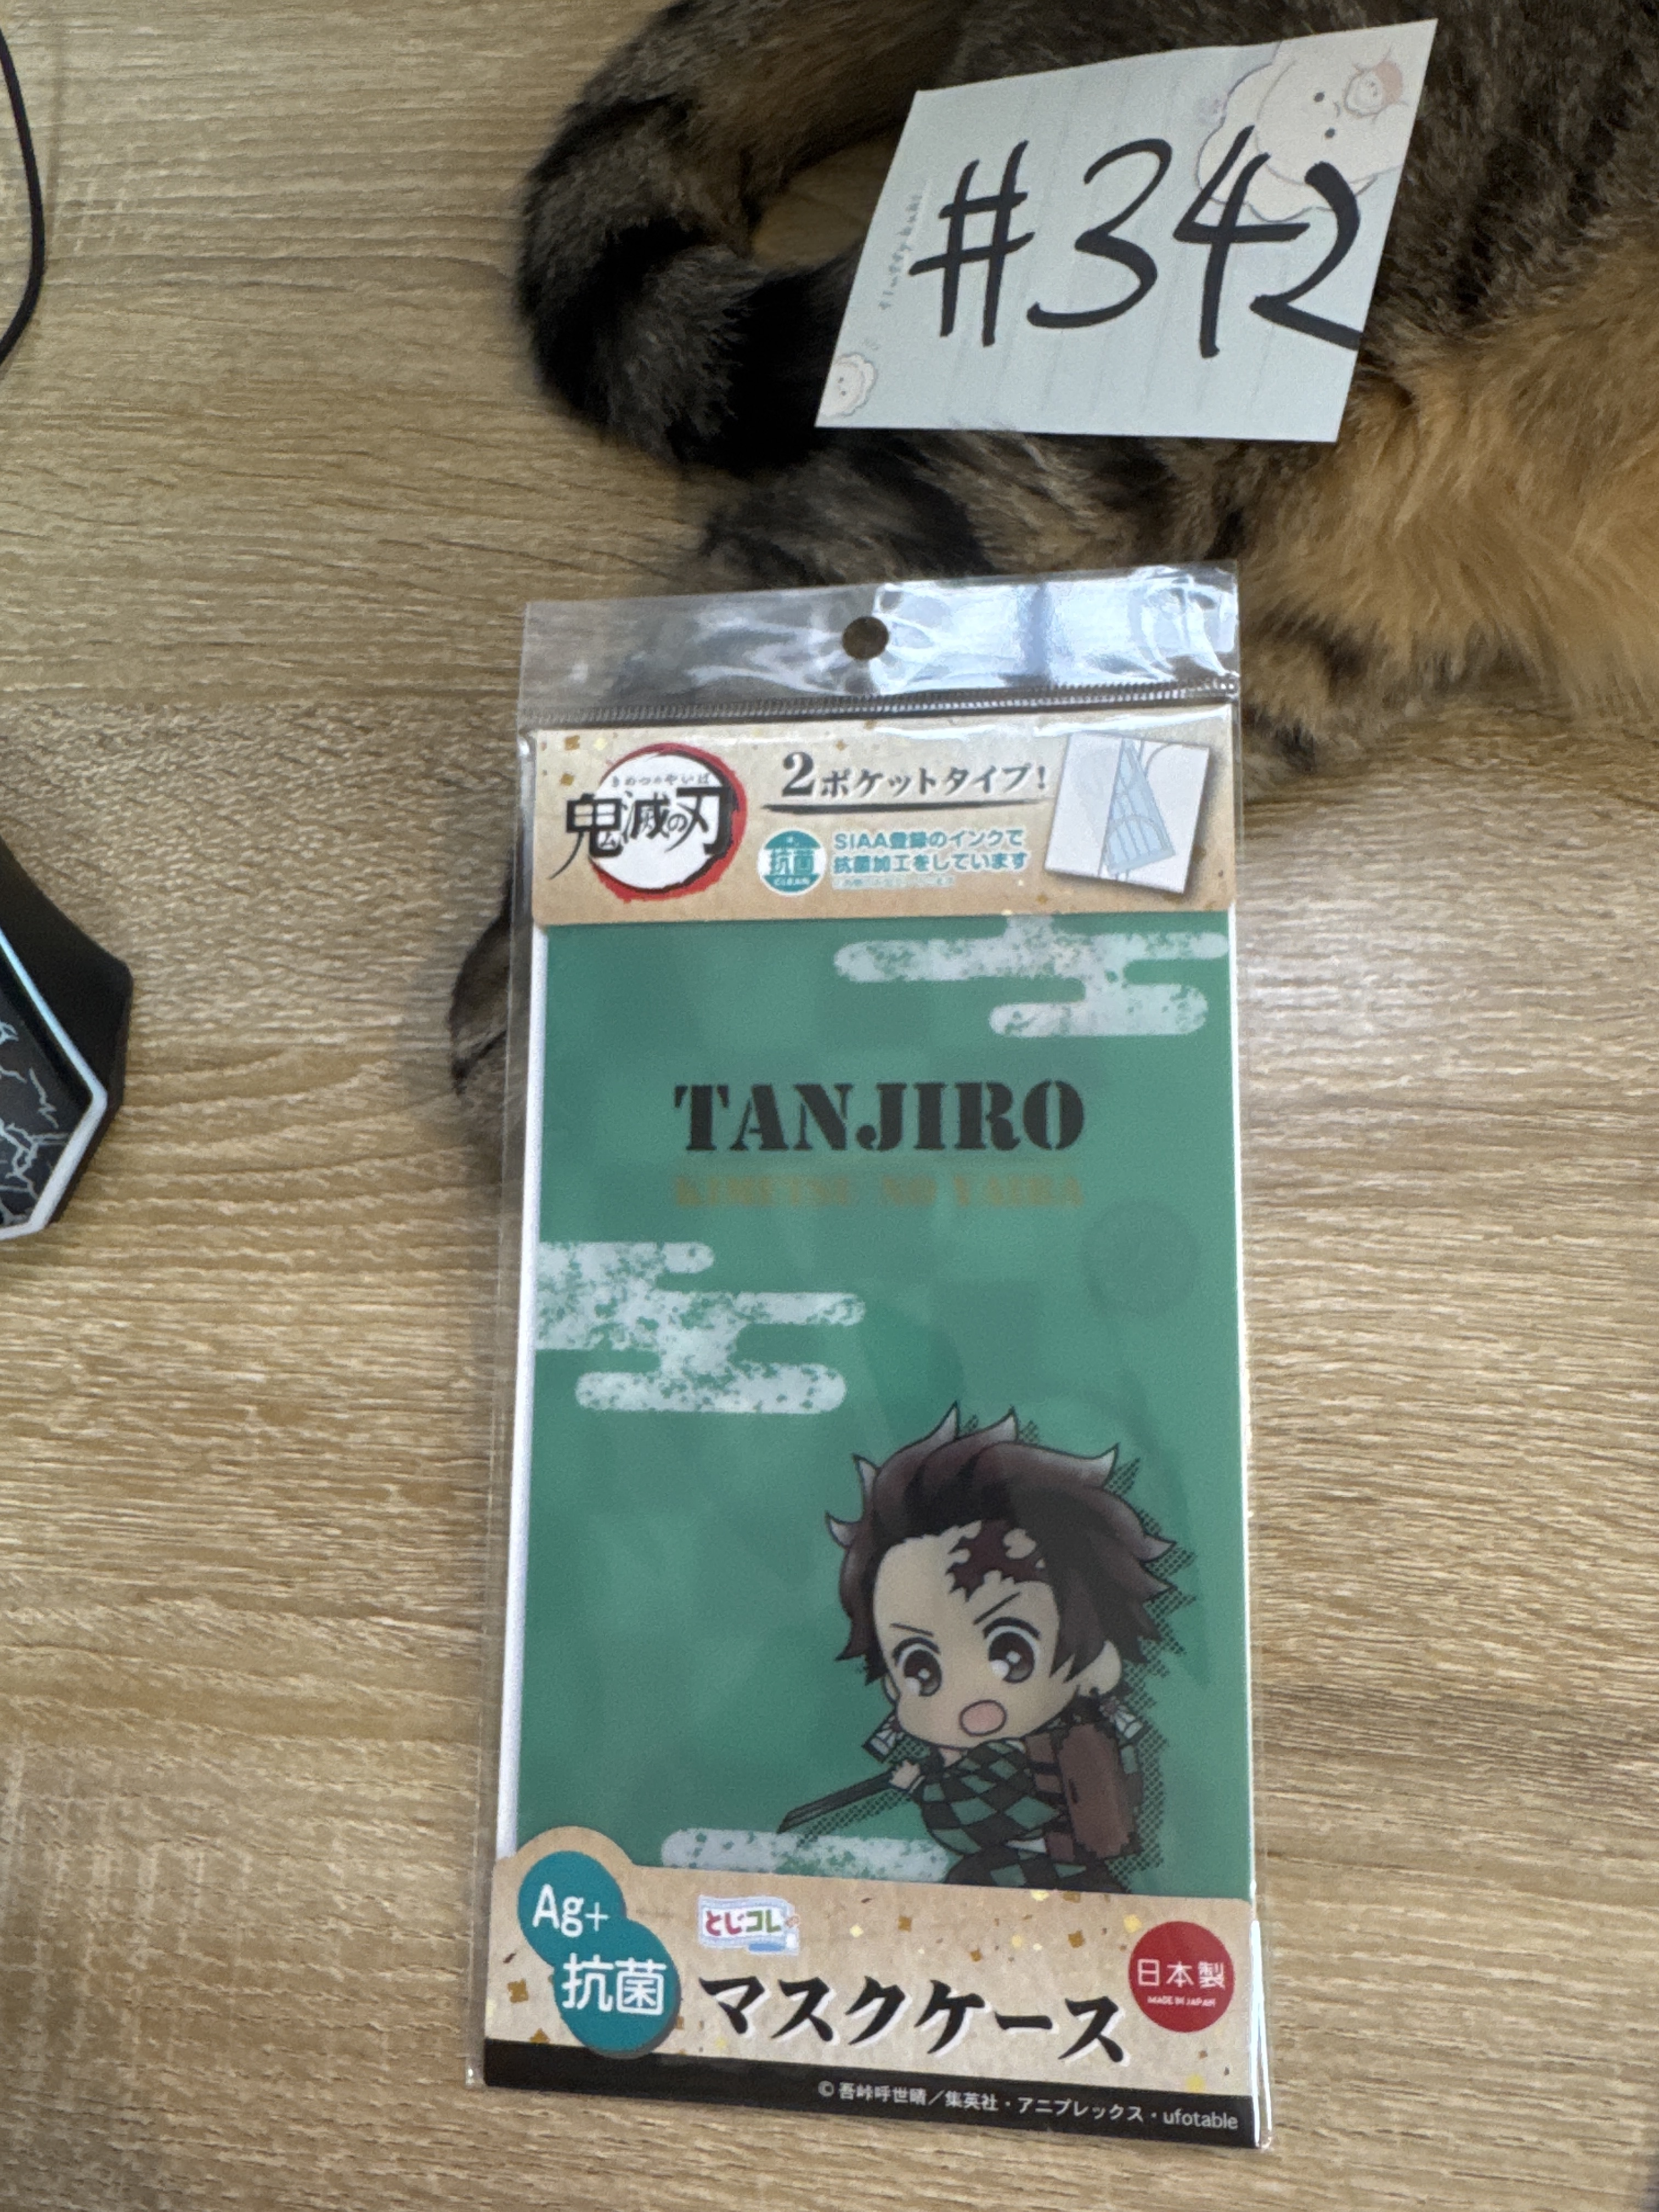 #342
fluffy buddy
きめつのやいば
鬼滅の刃
2ポケットタイプ!
抗菌
CLEAN
SIAA登録のインクで
抗菌加工をしています
TANJIRO
KIMETSU NO YAIBA
Ag+
抗菌
とじコレ
マスクケース
日本製
MADE IN JAPAN
© 吾峠呼世晴／集英社・アニプレックス・ufotable